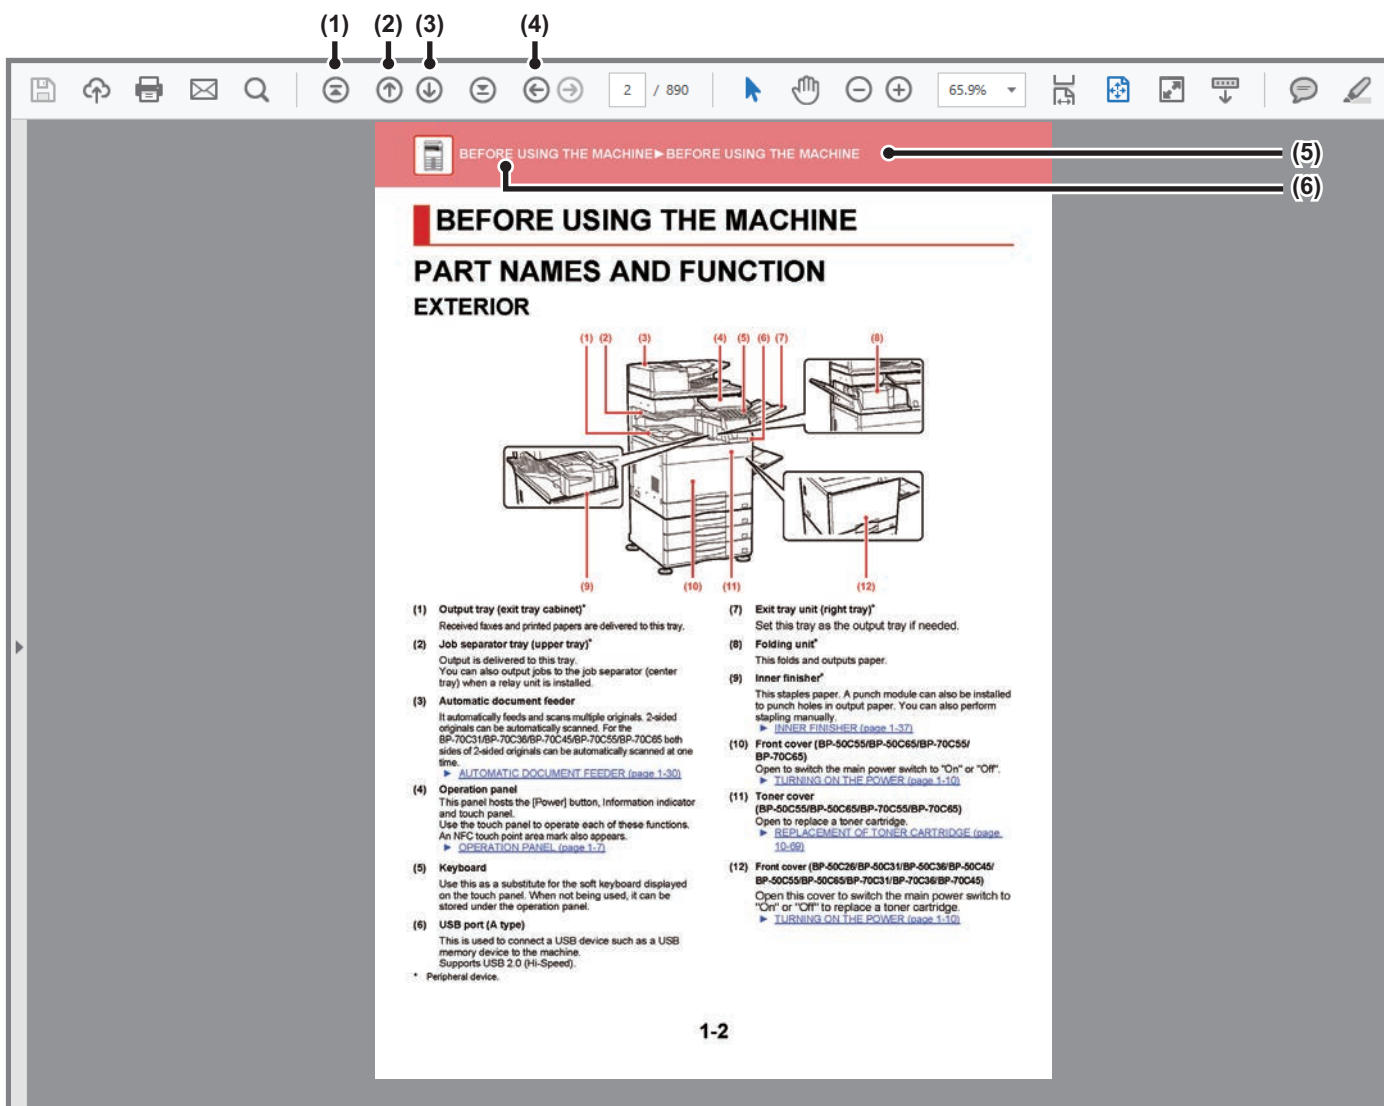 (1) (2) (3) (4)
2 / 890 65.9%
BEFORE USING THE MACHINE►BEFORE USING THE MACHINE
(5)
(6)
BEFORE USING THE MACHINE
PART NAMES AND FUNCTION
EXTERIOR
(1) (2) (3) (4) (5) (6) (7) (8)
(9) (10) (11) (12)
(1) Output tray (exit tray cabinet)*
Received faxes and printed papers are delivered to this tray.
(2) Job separator tray (upper tray)*
Output is delivered to this tray.
You can also output jobs to the job separator (center
tray) when a relay unit is installed.
(3) Automatic document feeder
It automatically feeds and scans multiple originals. 2-sided
originals can be automatically scanned. For the
BP-70C31/BP-70C36/BP-70C45/BP-70C55/BP-70C65 both
sides of 2-sided originals can be automatically scanned at one
time.
► AUTOMATIC DOCUMENT FEEDER (page 1-30)
(4) Operation panel
This panel hosts the [Power] button, Information indicator
and touch panel.
Use the touch panel to operate each of these functions.
An NFC touch point area mark also appears.
► OPERATION PANEL (page 1-7)
(5) Keyboard
Use this as a substitute for the soft keyboard displayed
on the touch panel. When not being used, it can be
stored under the operation panel.
(6) USB port (A type)
This is used to connect a USB device such as a USB
memory device to the machine.
Supports USB 2.0 (Hi-Speed).
* Peripheral device.
(7) Exit tray unit (right tray)*
Set this tray as the output tray if needed.
(8) Folding unit*
This folds and outputs paper.
(9) Inner finisher*
This staples paper. A punch module can also be installed
to punch holes in output paper. You can also perform
stapling manually.
► INNER FINISHER (page 1-37)
(10) Front cover (BP-50C55/BP-50C65/BP-70C55/
BP-70C65)
Open to switch the main power switch to "On" or "Off".
► TURNING ON THE POWER (page 1-10)
(11) Toner cover
(BP-50C55/BP-50C65/BP-70C55/BP-70C65)
Open to replace a toner cartridge.
► REPLACEMENT OF TONER CARTRIDGE (page
10-69)
(12) Front cover (BP-50C26/BP-50C31/BP-50C36/BP-50C45/
BP-50C55/BP-50C65/BP-70C31/BP-70C36/BP-70C45)
Open this cover to switch the main power switch to
"On" or "Off" to replace a toner cartridge.
► TURNING ON THE POWER (page 1-10)
1-2